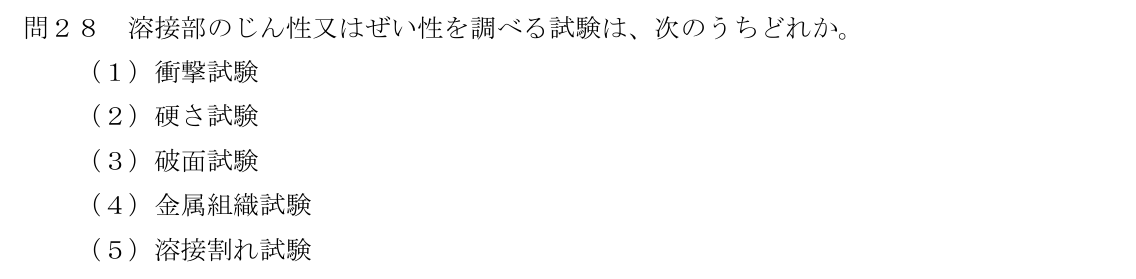 問２８　溶接部のじん性又はぜい性を調べる試験は、次のうちどれか。
（１）衝撃試験
（２）硬さ試験
（３）破面試験
（４）金属組織試験
（５）溶接割れ試験